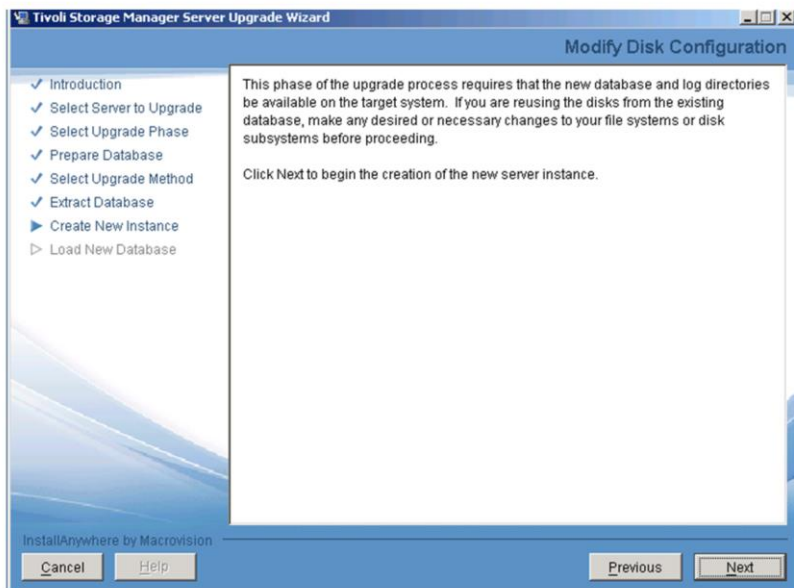 Tivoli Storage Manager Server Upgrade Wizard
Modify Disk Configuration
Introduction
Select Server to Upgrade
Select Upgrade Phase
Prepare Database
Select Upgrade Method
Extract Database
Create New Instance
Load New Database
This phase of the upgrade process requires that the new database and log directories
be available on the target system. If you are reusing the disks from the existing
database, make any desired or necessary changes to your file systems or disk
subsystems before proceeding.
Click Next to begin the creation of the new server instance.
InstallAnywhere by Macrovision
Cancel
Help
Previous
Next